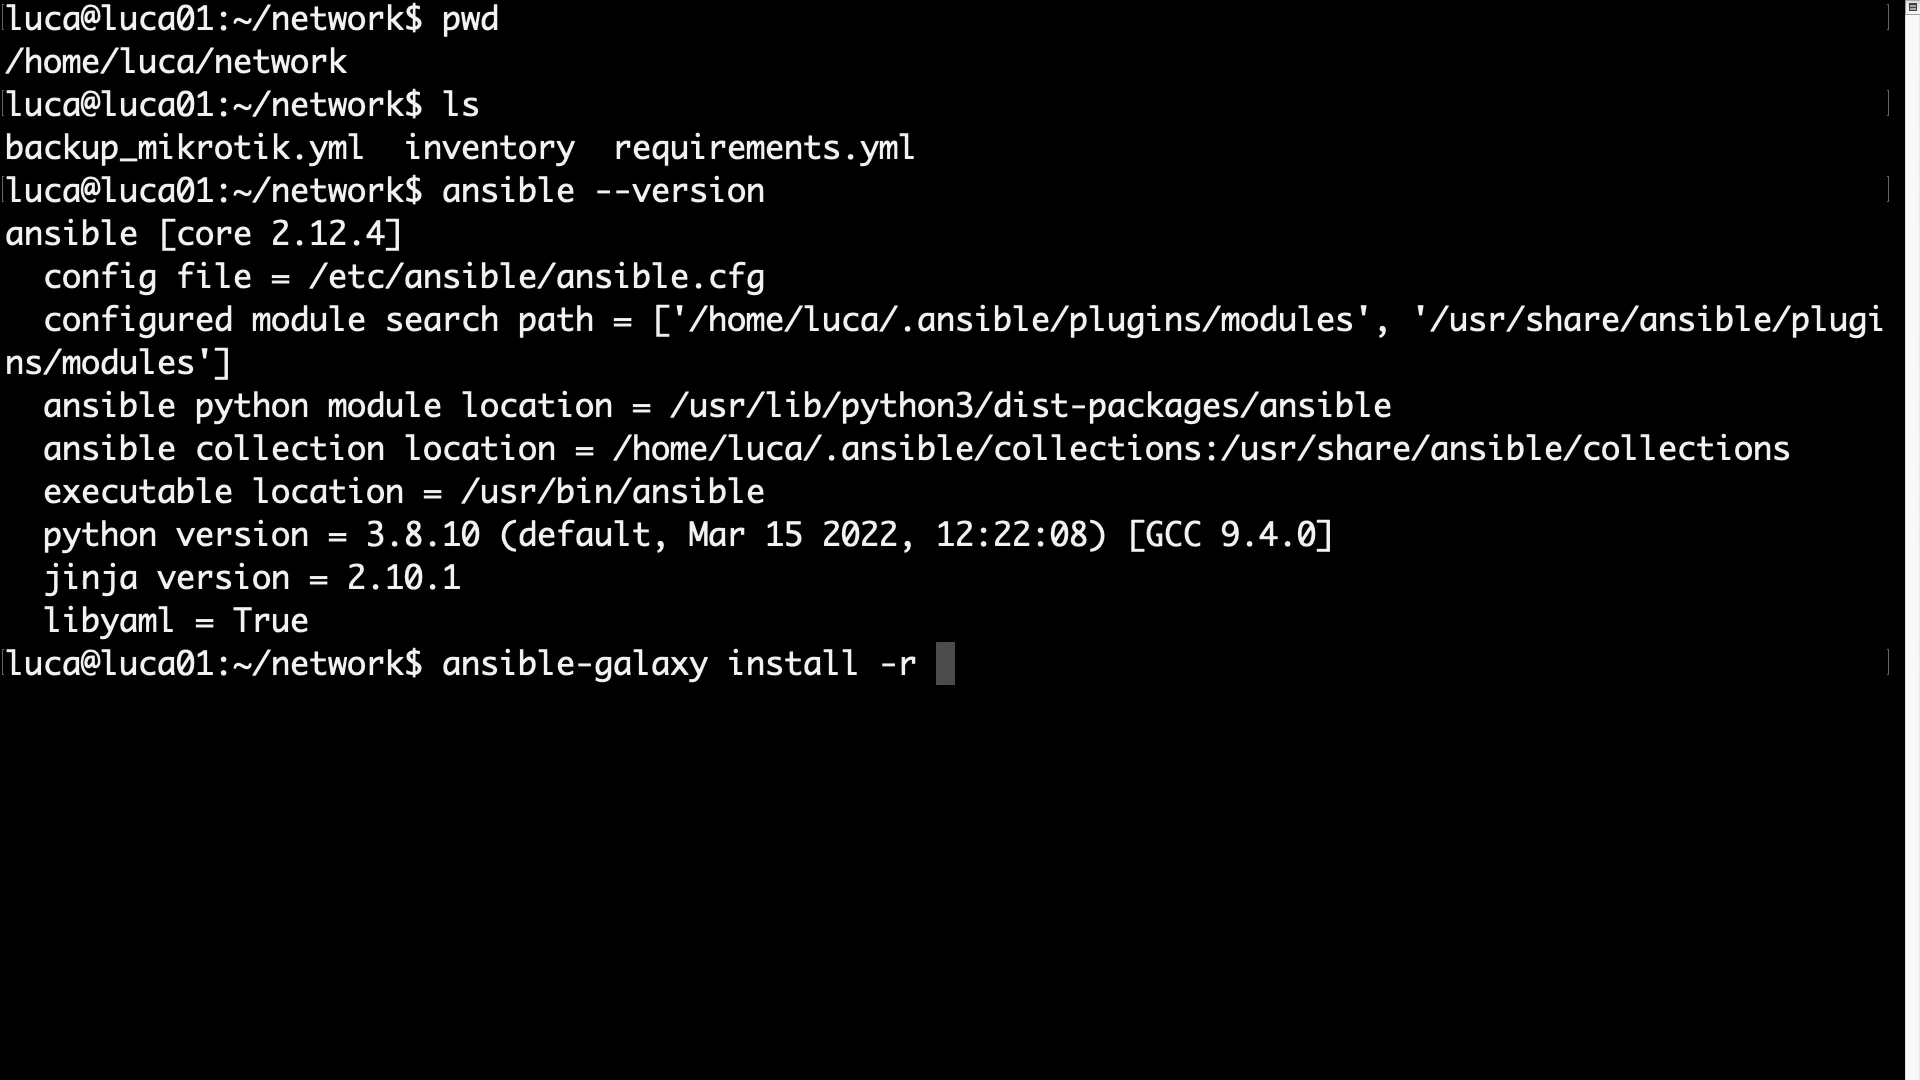 luca@luca01:~/network$ pwd
/home/luca/network
luca@luca01:~/network$ ls
backup_mikrotik.yml  inventory  requirements.yml
luca@luca01:~/network$ ansible --version
ansible [core 2.12.4]
  config file = /etc/ansible/ansible.cfg
  configured module search path = ['/home/luca/.ansible/plugins/modules', '/usr/share/ansible/plugi
ns/modules']
  ansible python module location = /usr/lib/python3/dist-packages/ansible
  ansible collection location = /home/luca/.ansible/collections:/usr/share/ansible/collections
  executable location = /usr/bin/ansible
  python version = 3.8.10 (default, Mar 15 2022, 12:22:08) [GCC 9.4.0]
  jinja version = 2.10.1
  libyaml = True
luca@luca01:~/network$ ansible-galaxy install -r